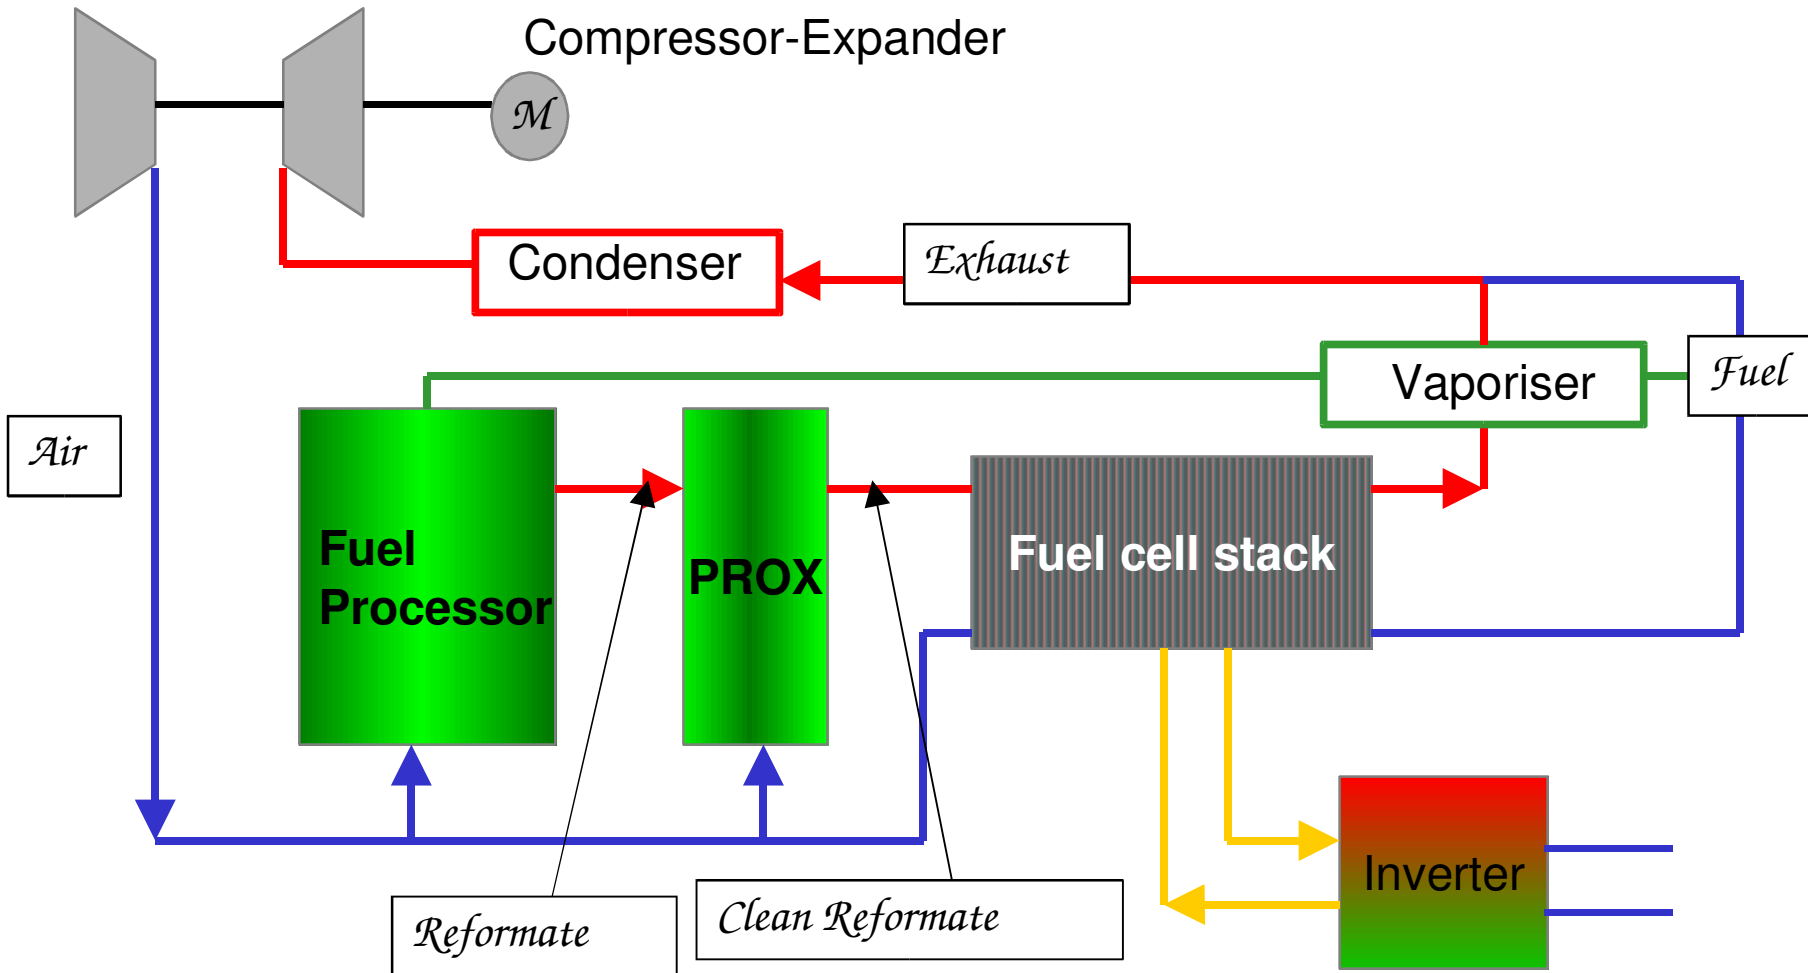 Compressor-Expander
M
Condenser
Exhaust
Vaporiser
Fuel
Air
Fuel
Processor
PROX
Fuel cell stack
Inverter
Reformate
Clean Reformate